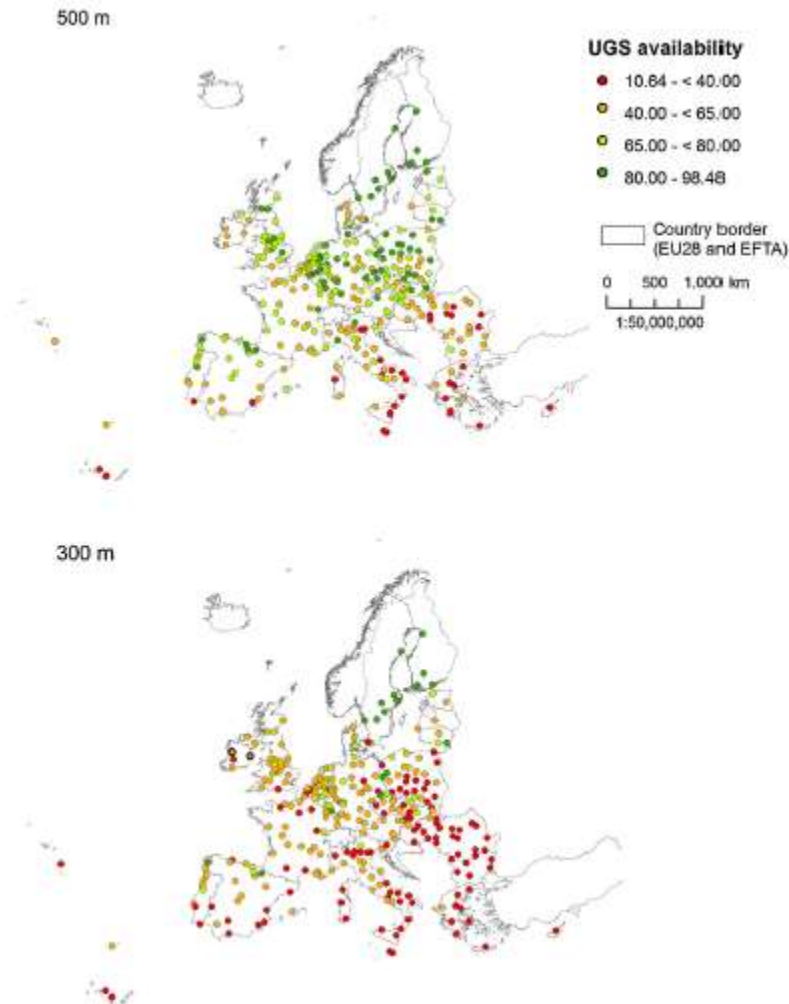 500 m
UGS availability
10.64 - < 40.00
40.00 - < 65.00
65.00 - < 80.00
80.00 - 98.48
Country border
(EU28 and EFTA)
0 500 1.000 km
1:50,000,000
300 m